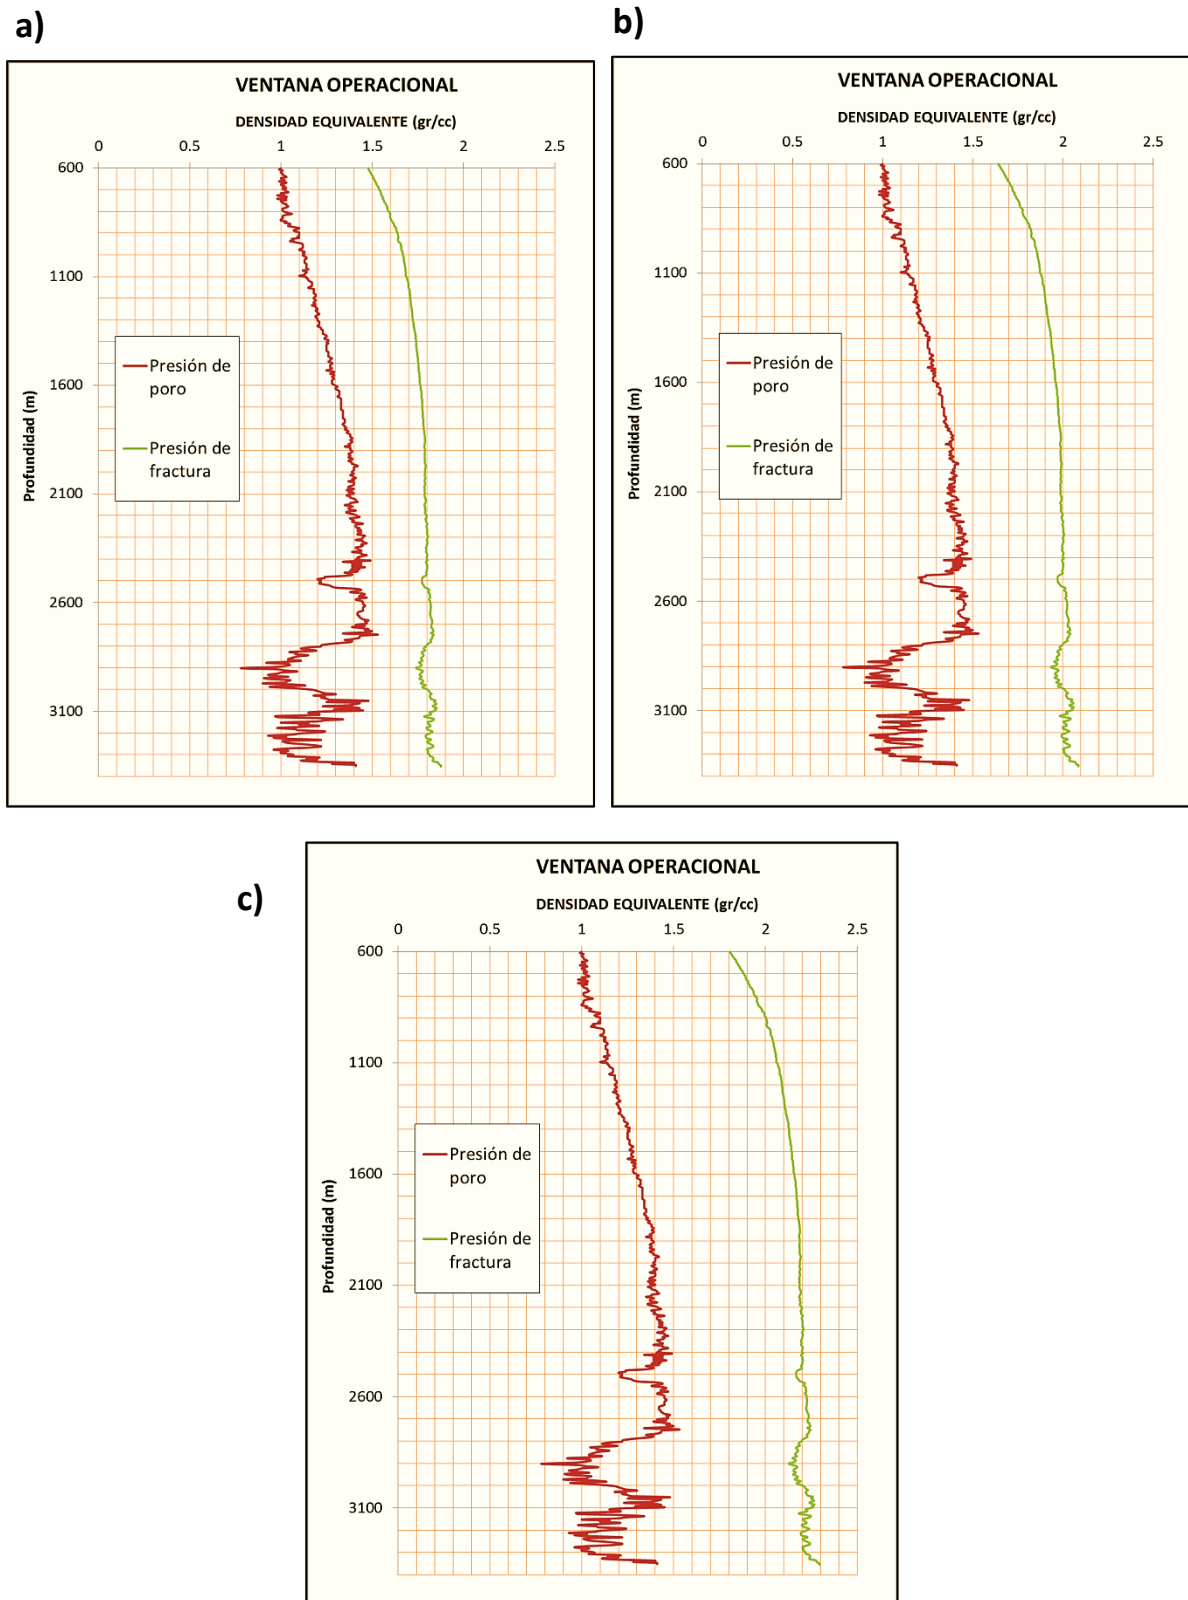 a)
VENTANA OPERACIONAL
DENSIDAD EQUIVALENTE (gr/cc)
0 0.5 1 1.5 2 2.5
600
1100
1600
2100
2600
3100
Profundidad (m)
Presión de
poro
Presión de
fractura
b)
VENTANA OPERACIONAL
DENSIDAD EQUIVALENTE (gr/cc)
0 0.5 1 1.5 2 2.5
600
1100
1600
2100
2600
3100
Profundidad (m)
Presión de
poro
Presión de
fractura
c)
VENTANA OPERACIONAL
DENSIDAD EQUIVALENTE (gr/cc)
0 0.5 1 1.5 2 2.5
600
1100
1600
2100
2600
3100
Profundidad (m)
Presión de
poro
Presión de
fractura